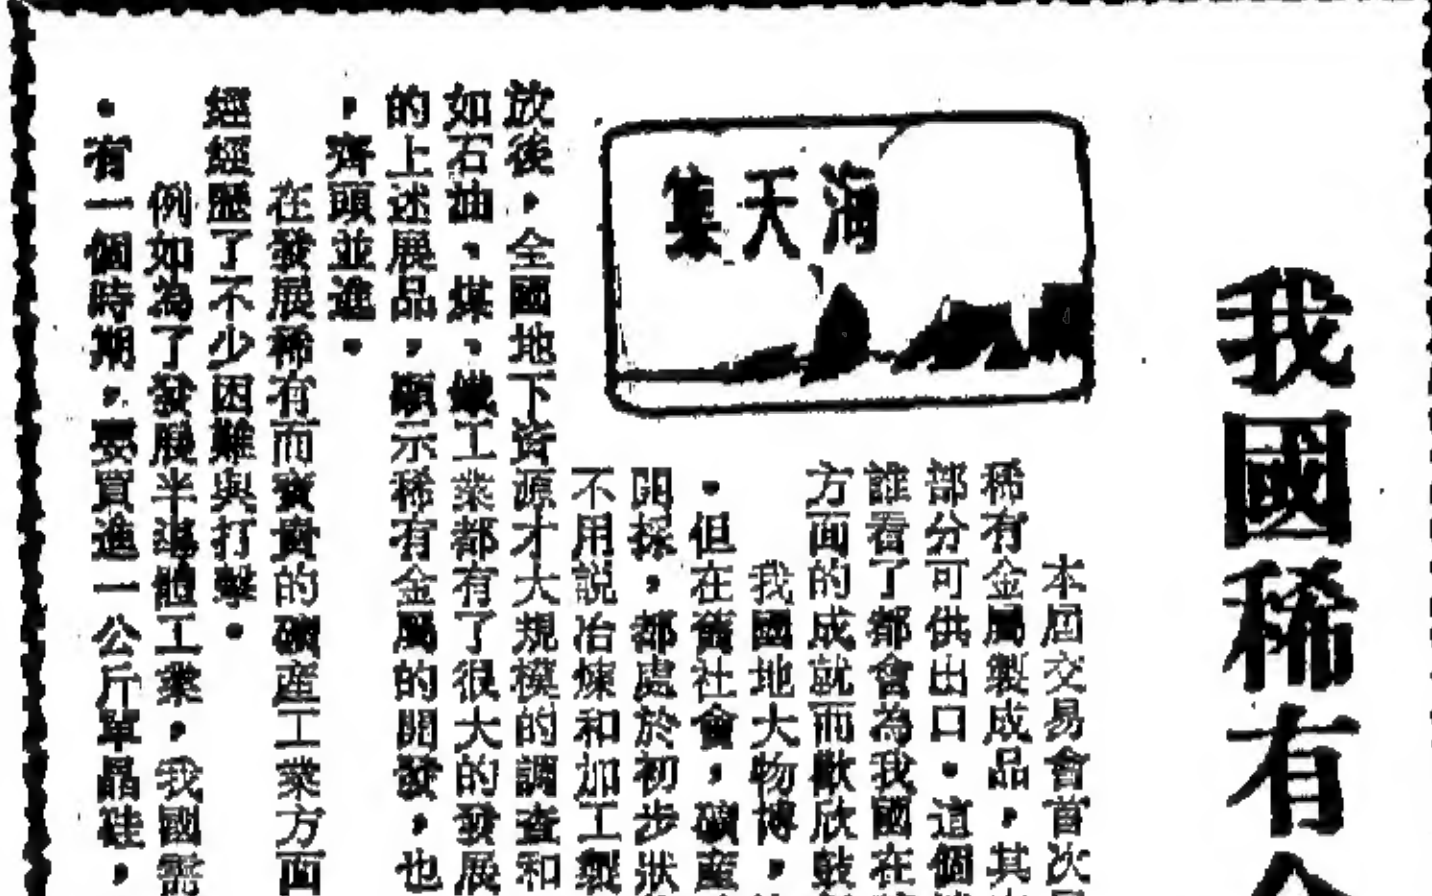 我國稀有
海天集
本屆交易會首次
稀有金屬製成品，其
部分可供出口。這個
誰看了都會為我國在
方面的成就而歡欣鼓
我國地大物博，
。但在舊社會，礦產
開採，都處於初步狀
不用説冶煉和加工製
放後，全國地下資源才大規模的調查和
如石油、煤、鐵工業都有了很大的發展
的上述展品，顯示稀有金屬的開發，也
，齊頭並進。
在發展稀有而寶貴的礦産工業方面
經經歷了不少困難與打擊。
例如為了發展半導體工業，我國需
。有一個時期，要買進一公斤單晶硅，